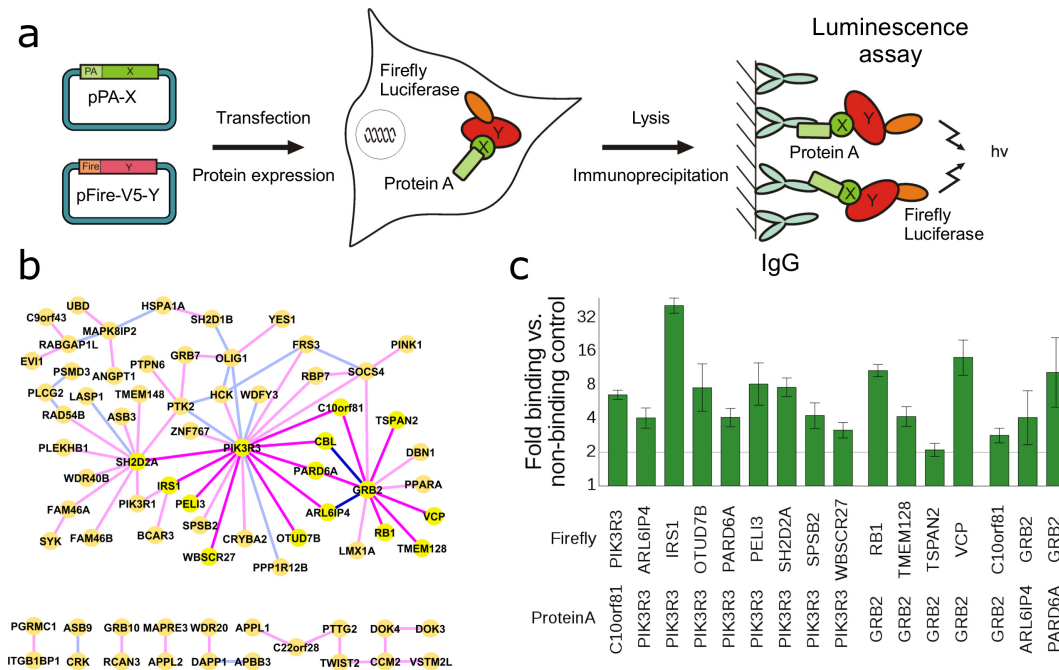 a
PA X
pPA-X
Fire Y
pFire-V5-Y
Transfection
Protein expression
Firefly
Luciferase
Y
X
Protein A
Lysis
Immunoprecipitation
Luminescence
assay
X Y
Protein A
hv
X Y
Firefly
Luciferase
IgG
b
UBD
HSPA1A
C9orf43
SH2D1B
YES1
MAPK8IP2
RABGAP1L
FRS3
PINK1
EVI1
PTPN6
GRB7
OLIG1
PSMD3
ANGPT1
RBP7
SOCS4
PLCG2
LASP1
TMEM148
HCK
WDFY3
RAD54B
ASB3
PTK2
C10orf81
TSPAN2
ZNF767
PLEKHB1
PIK3R3
CBL
DBN1
SH2D2A
PARD6A
WDR40B
IRS1
GRB2
PPARA
FAM46A
PIK3R1
PELI3
ARL6IP4
VCP
SPSB2
SYK
FAM46B
BCAR3
CRYBA2
OTUD7B
RB1
WBSCR27
LMX1A
TMEM128
PPP1R12B
PGRMC1
ASB9
GRB10
MAPRE3
WDR20
APPL1
PTTG2
DOK4
DOK3
C22orf28
ITGB1BP1
CRK
RCAN3
APPL2
DAPP1
APBB3
TWIST2
CCM2
VSTM2L
c
Fold binding vs.
non-binding control
32
16
8
4
2
1
Firefly
PIK3R3
ARL6IP4
IRS1
OTUD7B
PARD6A
PELI3
SH2D2A
SPSB2
WBSCR27
RB1
TMEM128
TSPAN2
VCP
C10orf81
GRB2
GRB2
ProteinA
C10orf81
PIK3R3
PIK3R3
PIK3R3
PIK3R3
PIK3R3
PIK3R3
PIK3R3
PIK3R3
GRB2
GRB2
GRB2
GRB2
GRB2
ARL6IP4
PARD6A